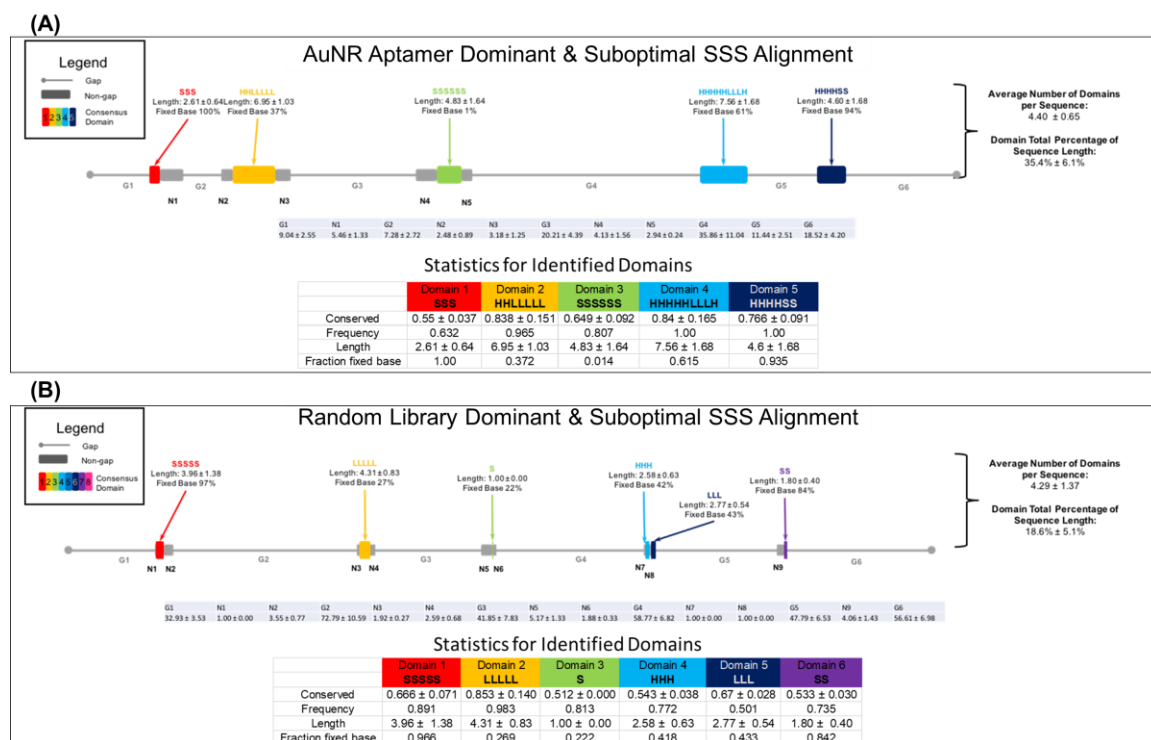 (A)
AuNR Aptamer Dominant & Suboptimal SSS Alignment
Legend
Gap
Non-gap
1 2 3 4 5 Consensus Domain
SSS
Length: 2.61±0.64
Fixed Base 100%
HHLLLLL
Length: 6.95 ± 1.03
Fixed Base 37%
SSSSSS
Length: 4.83 ± 1.64
Fixed Base 1%
HHHHHLLLH
Length: 7.56 ± 1.68
Fixed Base 61%
HHHHSS
Length: 4.60 ± 1.68
Fixed Base 94%
Average Number of Domains
per Sequence:
4.40 ± 0.65
Domain Total Percentage of
Sequence Length:
35.4% ± 6.1%
G1 N1 G2 N2 N3 G3 N4 N5 G4 G5 G6
G1 N1 G2 N2 N3 G3 N4 N5 G4 G5 G6
9.04 ± 2.55 5.46 ± 1.33 7.28 ± 2.72 2.48 ± 0.89 3.18 ± 1.25 20.21 ± 4.39 4.13 ± 1.56 2.94 ± 0.24 35.86 ± 11.04 11.44 ± 2.51 18.52 ± 4.20
Statistics for Identified Domains
Domain 1 Domain 2 Domain 3 Domain 4 Domain 5
SSS HHLLLLL SSSSSS HHHHHLLLH HHHHSS
Conserved 0.55 ± 0.037 0.838 ± 0.151 0.649 ± 0.092 0.84 ± 0.165 0.766 ± 0.091
Frequency 0.632 0.965 0.807 1.00 1.00
Length 2.61 ± 0.64 6.95 ± 1.03 4.83 ± 1.64 7.56 ± 1.68 4.6 ± 1.68
Fraction fixed base 1.00 0.372 0.014 0.615 0.935
(B)
Random Library Dominant & Suboptimal SSS Alignment
Legend
Gap
Non-gap
1 2 3 4 5 6 7 8 Consensus Domain
SSSSS
Length: 3.96 ± 1.38
Fixed Base 97%
LLLLL
Length: 4.31 ± 0.83
Fixed Base 27%
S
Length: 1.00 ± 0.00
Fixed Base 22%
HHH
Length: 2.58 ± 0.63
Fixed Base 42%
LLL
Length: 2.77 ± 0.54
Fixed Base 43%
SS
Length: 1.80 ± 0.40
Fixed Base 84%
Average Number of Domains
per Sequence:
4.29 ± 1.37
Domain Total Percentage of
Sequence Length:
18.6% ± 5.1%
G1 N1 N2 G2 N3 N4 G3 N5 N6 G4 N7 N8 G5 N9 G6
G1 N1 N2 G2 N3 N4 G3 N5 N6 G4 N7 N8 G5 N9 G6
32.93 ± 3.53 1.00 ± 0.00 3.55 ± 0.77 72.79 ± 10.59 1.92 ± 0.27 2.59 ± 0.68 41.85 ± 7.83 5.17 ± 1.33 1.88 ± 0.33 58.77 ± 6.82 1.00 ± 0.00 1.00 ± 0.00 47.79 ± 6.53 4.06 ± 1.43 56.61 ± 6.98
Statistics for Identified Domains
Domain 1 Domain 2 Domain 3 Domain 4 Domain 5 Domain 6
SSSSS LLLLL S HHH LLL SS
Conserved 0.666 ± 0.071 0.853 ± 0.140 0.512 ± 0.000 0.543 ± 0.038 0.67 ± 0.028 0.533 ± 0.030
Frequency 0.891 0.983 0.813 0.772 0.501 0.735
Length 3.96 ± 1.38 4.31 ± 0.83 1.00 ± 0.00 2.58 ± 0.63 2.77 ± 0.54 1.80 ± 0.40
Fraction fixed base 0.966 0.269 0.222 0.418 0.433 0.842